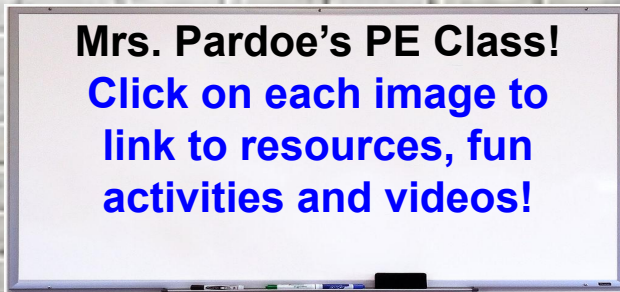 Mrs. Pardoe's PE Class!
Click on each image to
link to resources, fun
activities and videos!